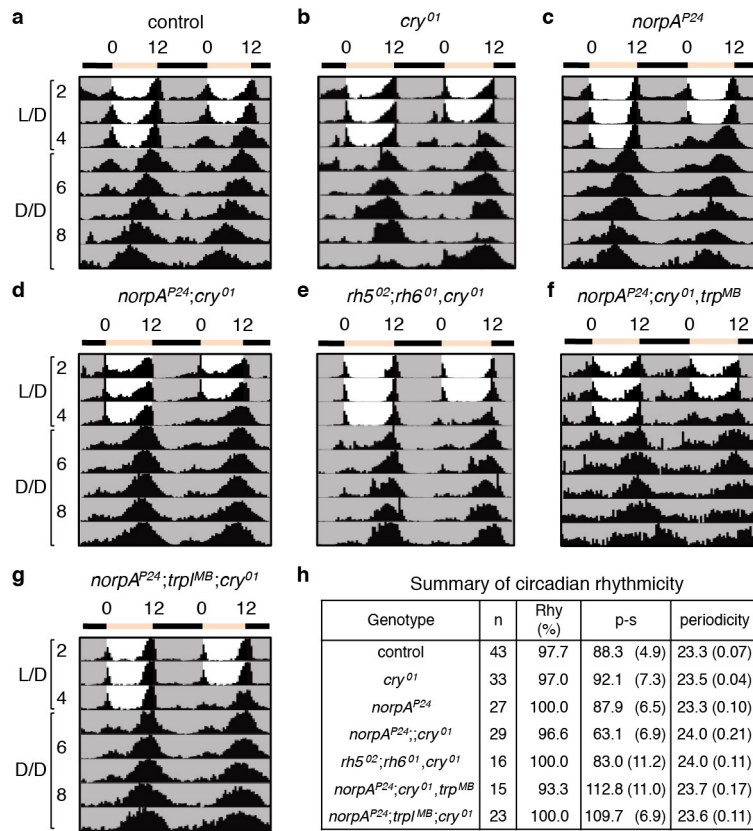 a control
0 12 0 12
L/D
2
4
D/D
6
8
b cry01
0 12 0 12
c norpAP24
0 12 0 12
d norpAP24;cry01
0 12 0 12
L/D
2
4
D/D
6
8
e rh502;rh601,cry01
0 12 0 12
f norpAP24;cry01,trpMB
0 12 0 12
g norpAP24;trplMB;cry01
0 12 0 12
L/D
2
4
D/D
6
8
h Summary of circadian rhythmicity
Genotype n Rhy (%) p-s periodicity
control 43 97.7 88.3 (4.9) 23.3 (0.07)
cry01 33 97.0 92.1 (7.3) 23.5 (0.04)
norpAP24 27 100.0 87.9 (6.5) 23.3 (0.10)
norpAP24;;cry01 29 96.6 63.1 (6.9) 24.0 (0.21)
rh502;rh601,cry01 16 100.0 83.0 (11.2) 24.0 (0.11)
norpAP24;cry01,trpMB 15 93.3 112.8 (11.0) 23.7 (0.17)
norpAP24;trplMB;cry01 23 100.0 109.7 (6.9) 23.6 (0.11)